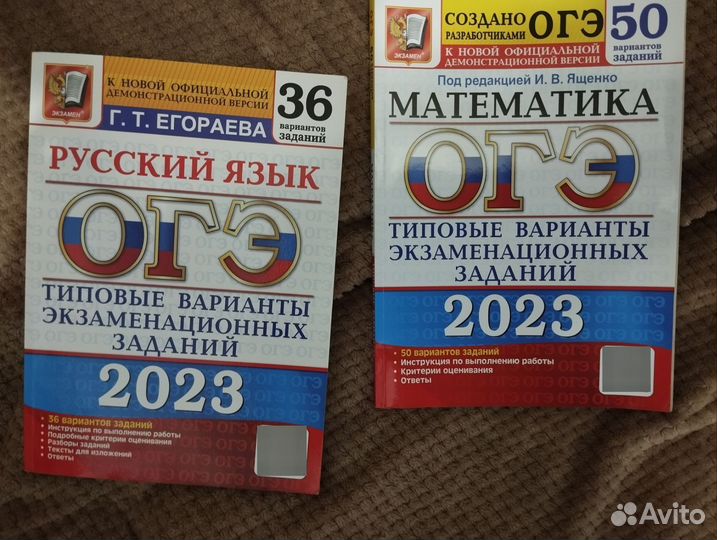 ЭКЗАМЕН
К НОВОЙ ОФИЦИАЛЬНОЙ
ДЕМОНСТРАЦИОННОЙ ВЕРСИИ
36
вариантов
заданий
Г. Т. ЕГОРАЕВА
РУССКИЙ ЯЗЫК
ОГЭ
ТИПОВЫЕ ВАРИАНТЫ
ЭКЗАМЕНАЦИОННЫХ
ЗАДАНИЙ
2023
• 36 вариантов заданий
• Инструкция по выполнению работы
• Подробные критерии оценивания
• Разборы заданий
• Тексты для изложений
• Ответы
ЭКЗАМЕН
СОЗДАНО
РАЗРАБОТЧИКАМИ
ОГЭ
50
вариантов
заданий
К НОВОЙ ОФИЦИАЛЬНОЙ
ДЕМОНСТРАЦИОННОЙ ВЕРСИИ
Под редакцией И. В. Ященко
МАТЕМАТИКА
ОГЭ
ТИПОВЫЕ ВАРИАНТЫ
ЭКЗАМЕНАЦИОННЫХ
ЗАДАНИЙ
2023
• 50 вариантов заданий
• Инструкция по выполнению работы
• Критерии оценивания
• Ответы
Avito